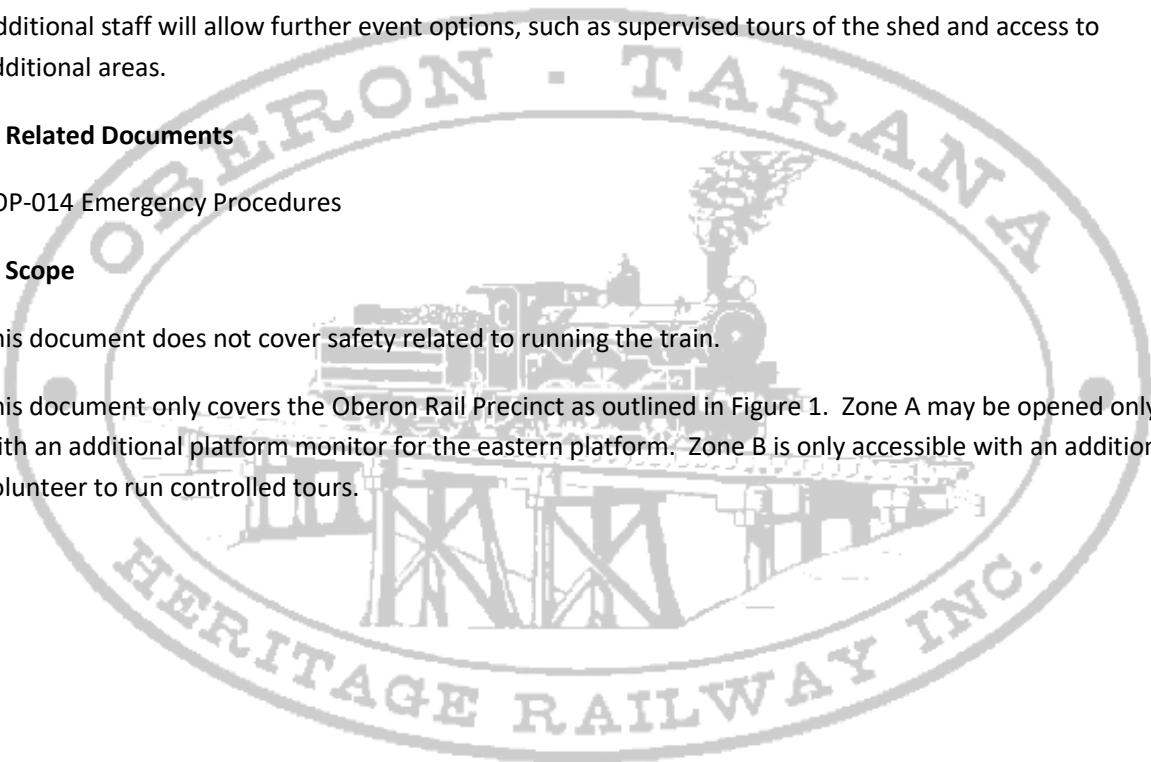 dditional staff will allow further event options, such as supervised tours of the shed and access to
dditional areas.
Related Documents
OP-014 Emergency Procedures
Scope
his document does not cover safety related to running the train.
his document only covers the Oberon Rail Precinct as outlined in Figure 1. Zone A may be opened only
ith an additional platform monitor for the eastern platform. Zone B is only accessible with an addition
olunteer to run controlled tours.
OBERON · TARANA
HERITAGE RAILWAY INC.